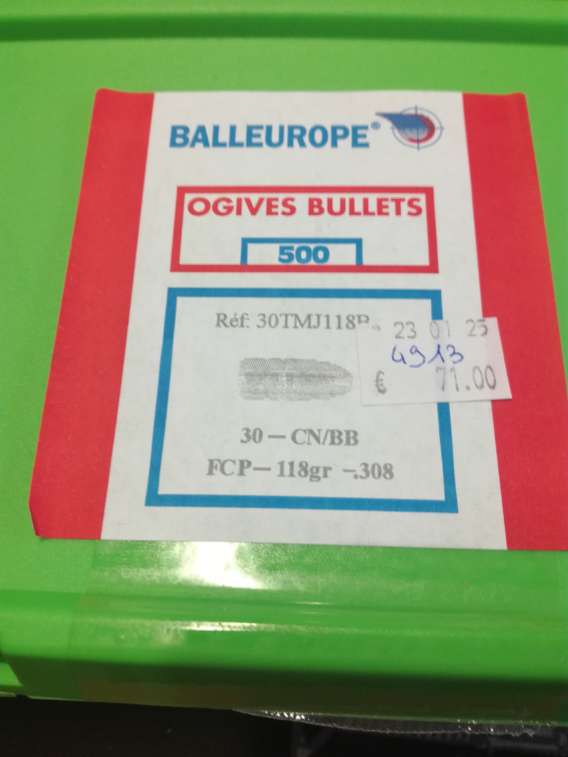 BALLEUROPE®
OGIVES BULLETS
500
Réf: 30TMJ118
23 01 25
4913
€ 71.00
30 — CN/BB
FCP — 118gr – .308